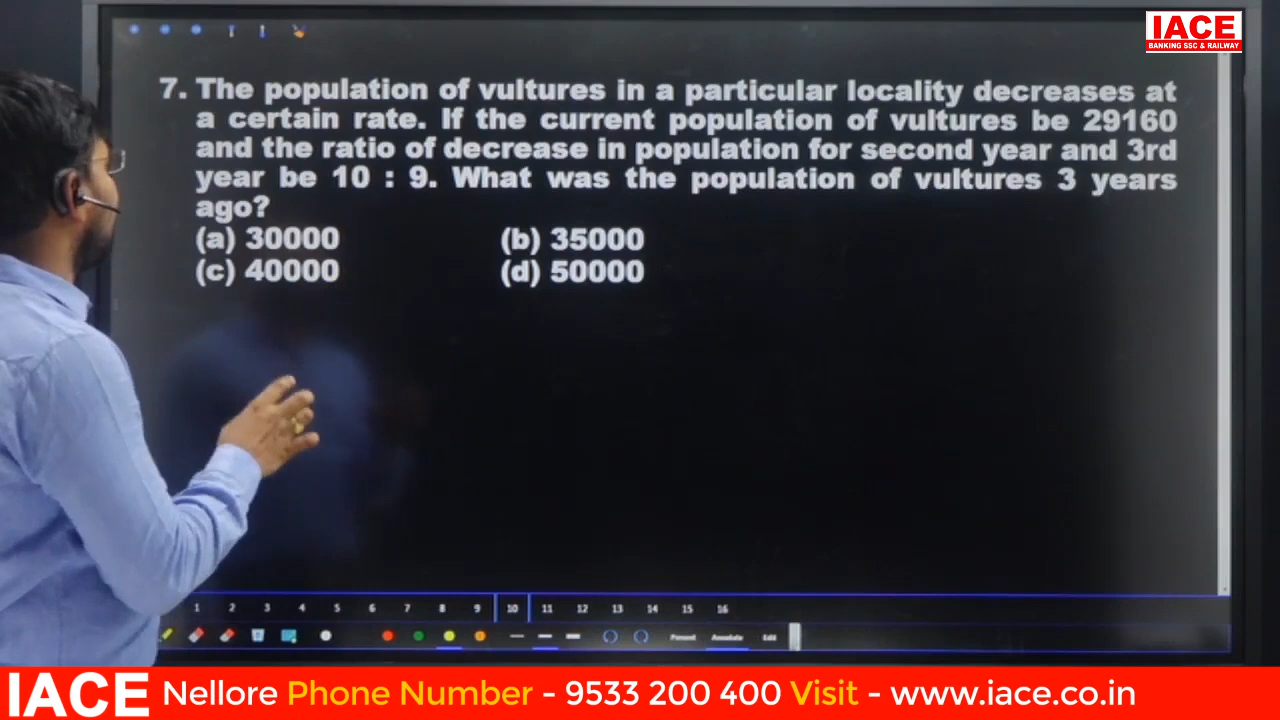 IACE
BANKING SSC & RAILWAY
7. The population of vultures in a particular locality decreases at
a certain rate. If the current population of vultures be 29160
and the ratio of decrease in population for second year and 3rd
year be 10 : 9. What was the population of vultures 3 years
ago?
(a) 30000 (b) 35000
(c) 40000 (d) 50000
1 2 3 4 5 6 7 8 9 10 11 12 13 14 15 16
Present Annotate Edit
IACE Nellore Phone Number - 9533 200 400 Visit - www.iace.co.in